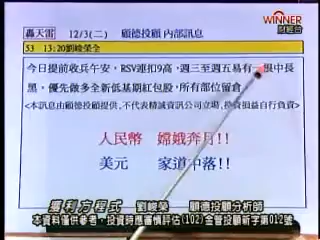 WINNER
財經台
轟天雷 12/3(二) 顧德投顧 內部訊息
53 13:20劉峻榮全
今日提前收兵午安，RSV連扣9高，週三至週五易有 根中長
黑，優先做多全新低基期紅包股，所有部位留倉
<本訊息由顧德投顧提供，不代表精誠資訊公司立場，投資損益自行負責>
人民幣 嫦娥奔月!!
美元 家道中落!!
獲利方程式 劉峻榮 顧德投顧分析師
本資料僅供參考，投資時應審慎評估(102)金管投顧新字第012號